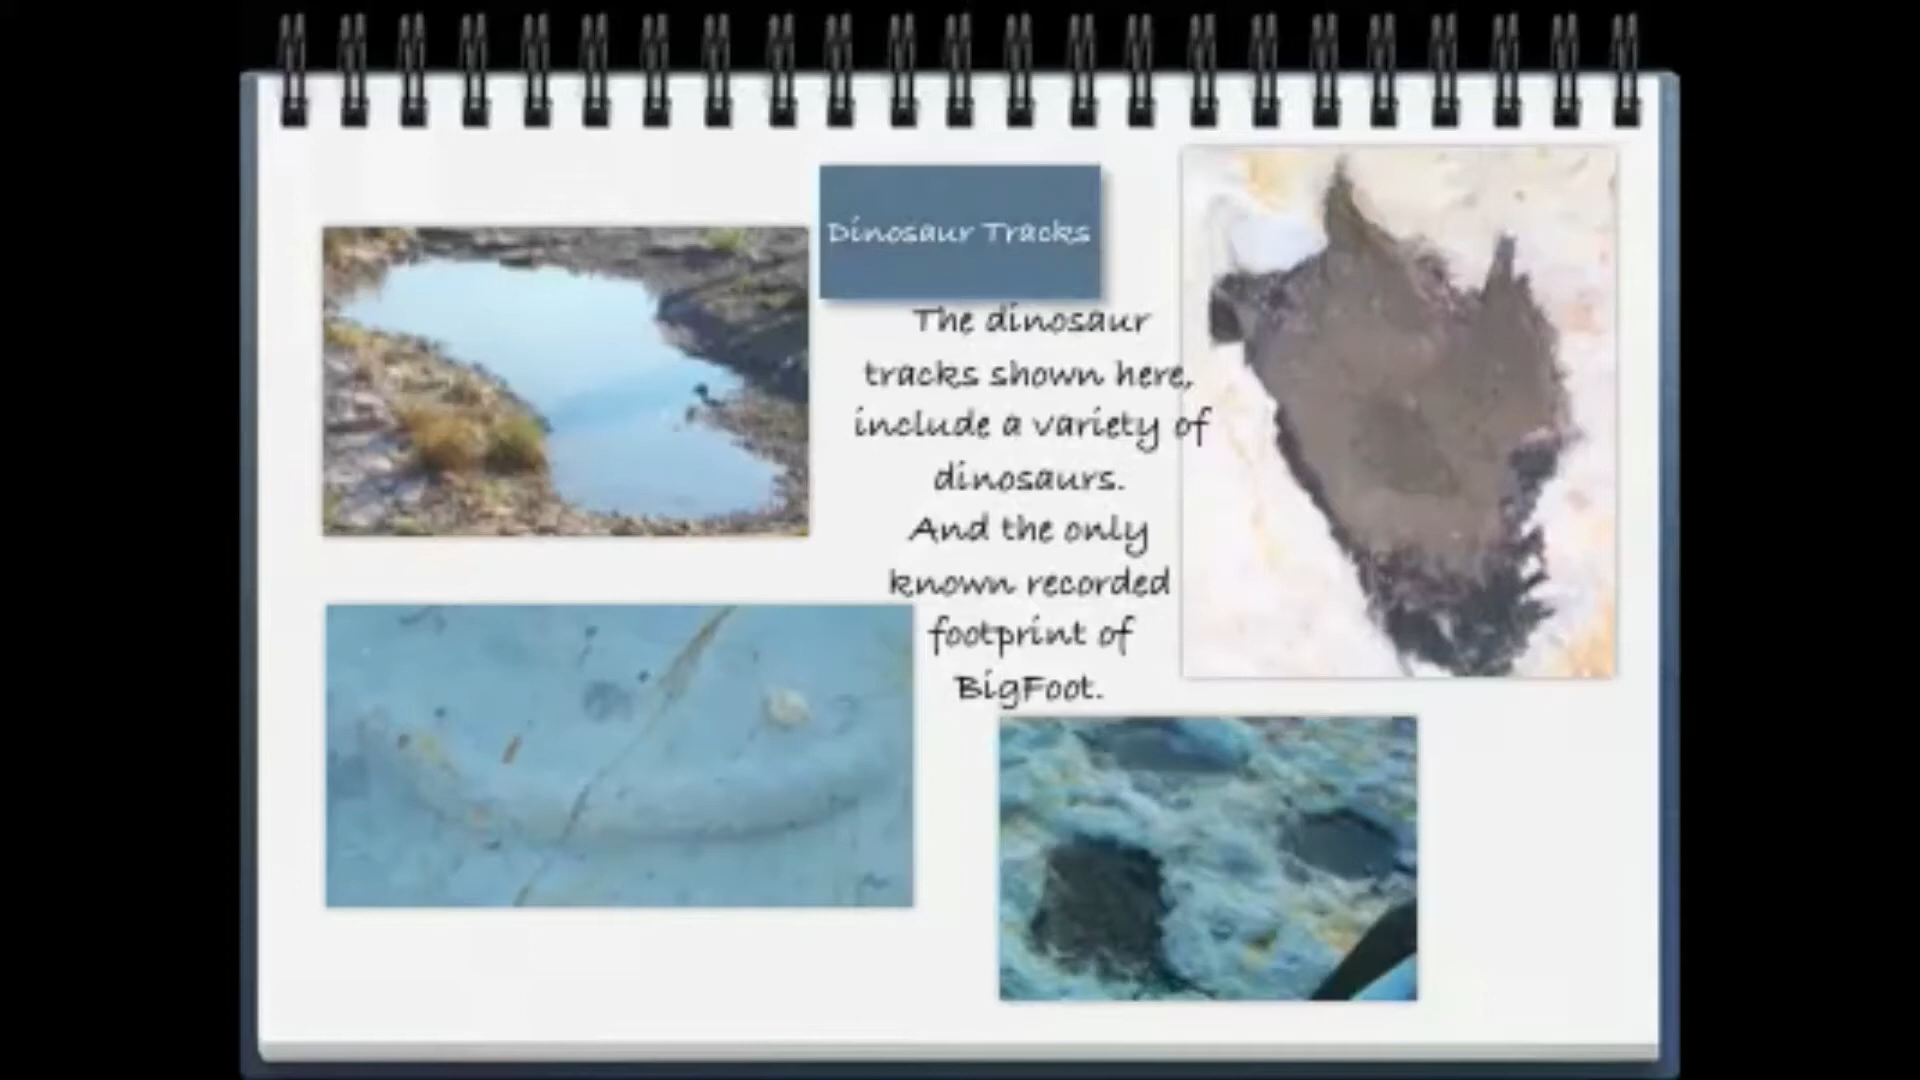 Dinosaur Tracks
The dinosaur
tracks shown here,
include a variety of
dinosaurs.
And the only
known recorded
footprint of
BigFoot.